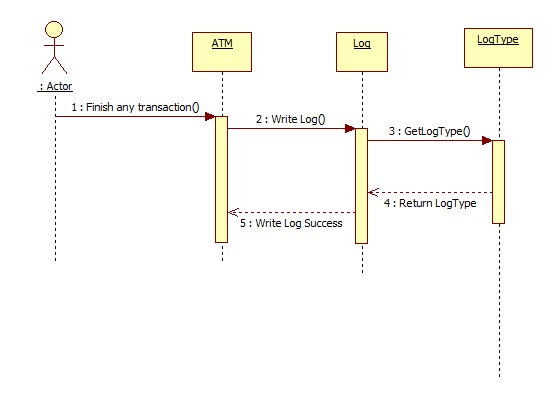 ATM
Log
LogType
: Actor
1 : Finish any transaction()
2 : Write Log()
3 : GetLogType()
4 : Return LogType
5 : Write Log Success